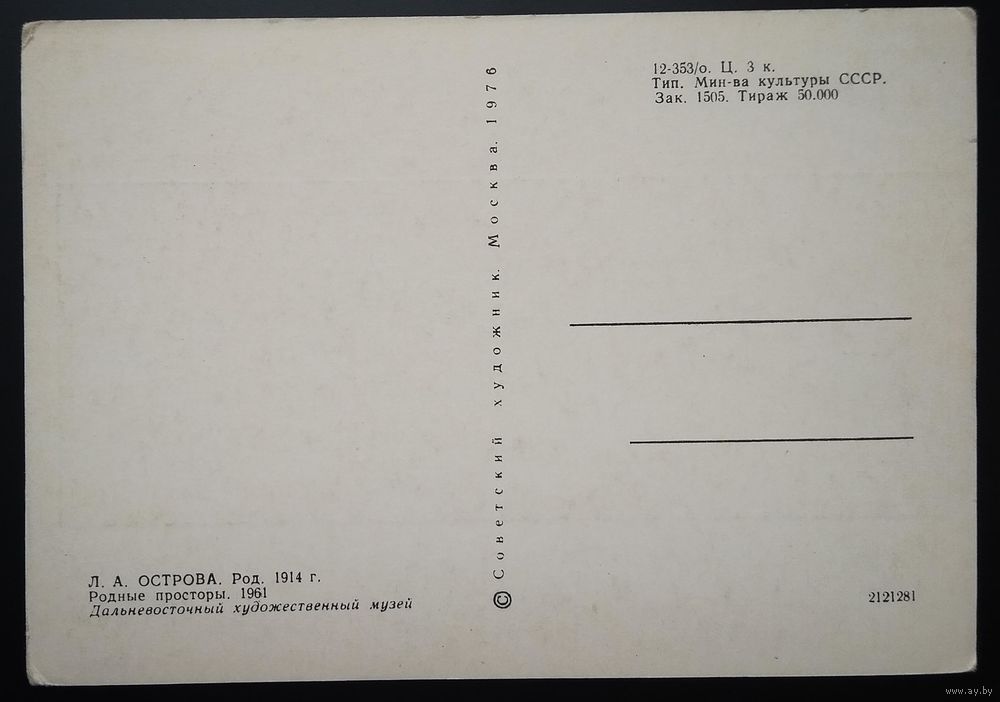 12-353/о. Ц. 3 к.
Тип. Мин-ва культуры СССР.
Зак. 1505. Тираж 50.000
© Советский художник. Москва. 1976
Л. А. ОСТРОВА. Род. 1914 г.
Родные просторы. 1961
Дальневосточный художественный музей
2121281
www.ay.by